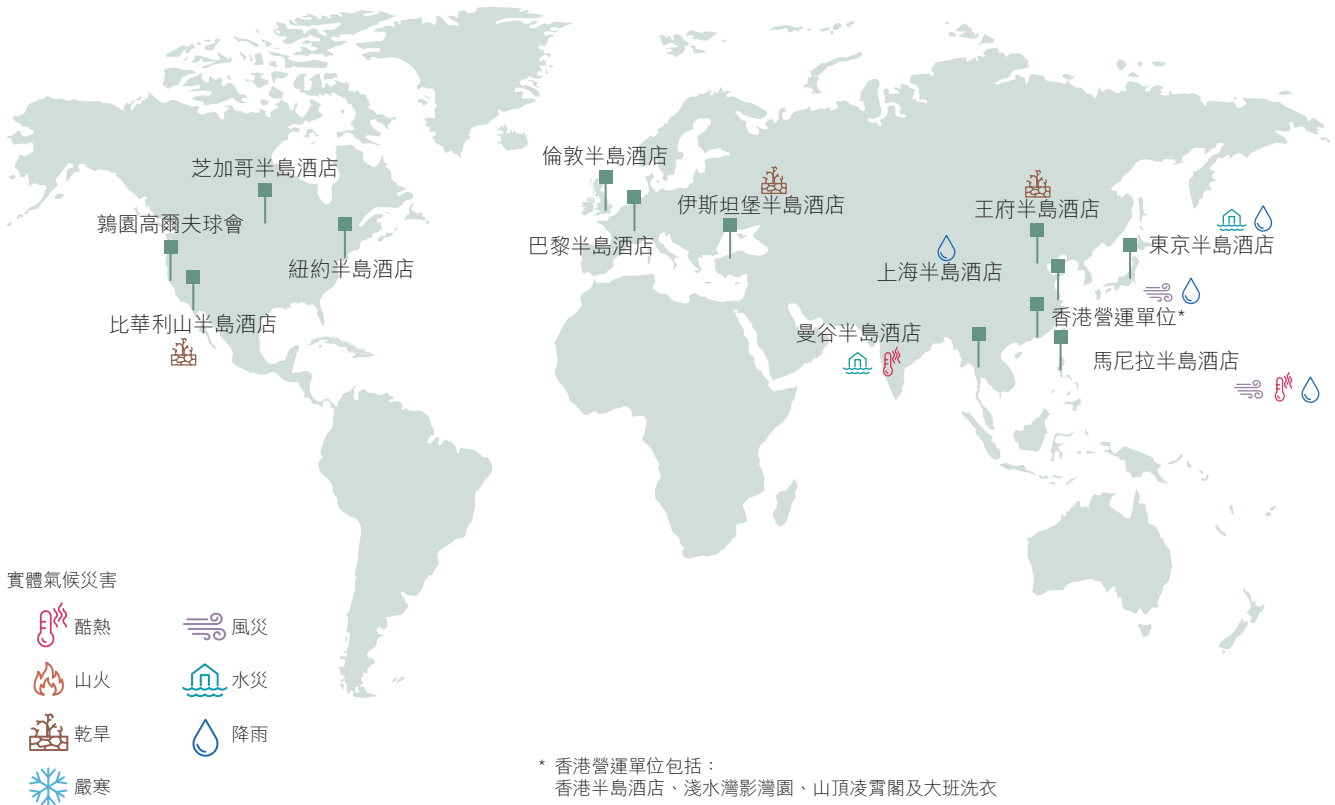 倫敦半島酒店
芝加哥半島酒店
伊斯坦堡半島酒店
王府半島酒店
鷯園高爾夫球會
巴黎半島酒店
東京半島酒店
紐約半島酒店
上海半島酒店
香港營運單位*
比華利山半島酒店
曼谷半島酒店
馬尼拉半島酒店
實體氣候災害
酷熱
風災
山火
水災
乾旱
降雨
嚴寒
* 香港營運單位包括：
香港半島酒店、淺水灣影灣園、山頂凌霄閣及大班洗衣